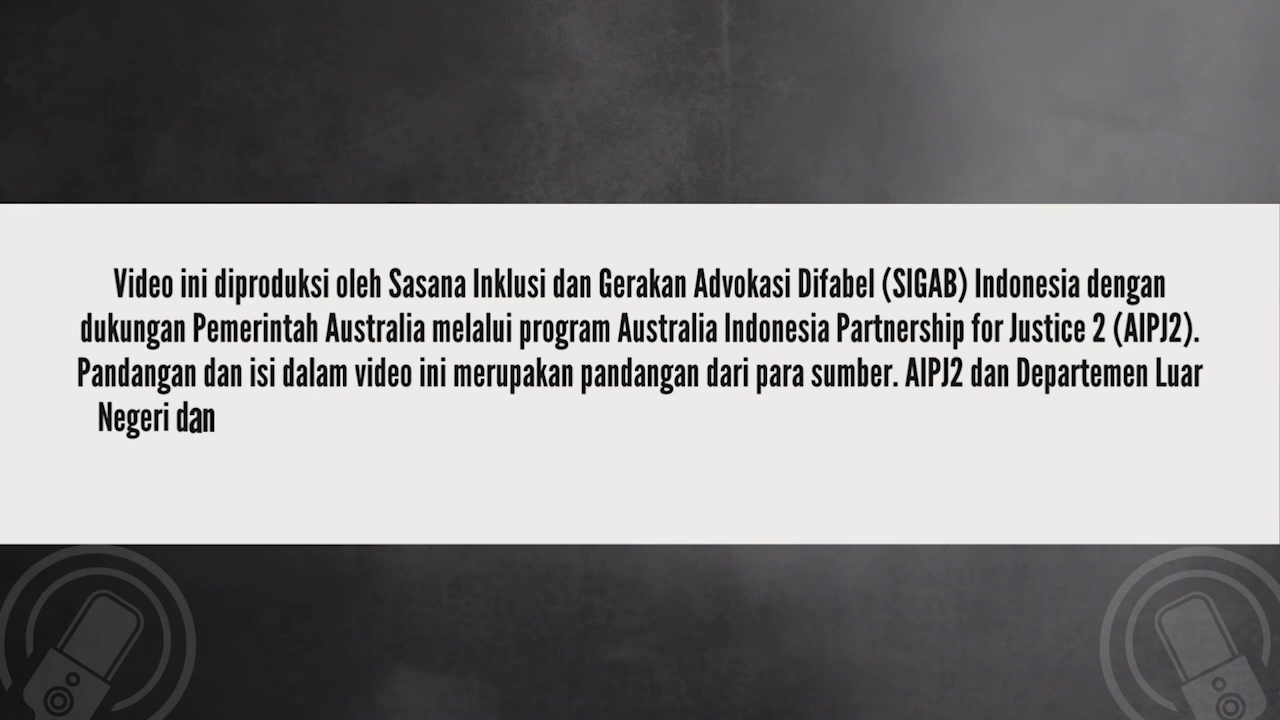 Video ini diproduksi oleh Sasana Inklusi dan Gerakan Advokasi Difabel (SIGAB) Indonesia dengan
dukungan Pemerintah Australia melalui program Australia Indonesia Partnership for Justice 2 (AIPJ2).
Pandangan dan isi dalam video ini merupakan pandangan dari para sumber. AIPJ2 dan Departemen Luar
Negeri dan